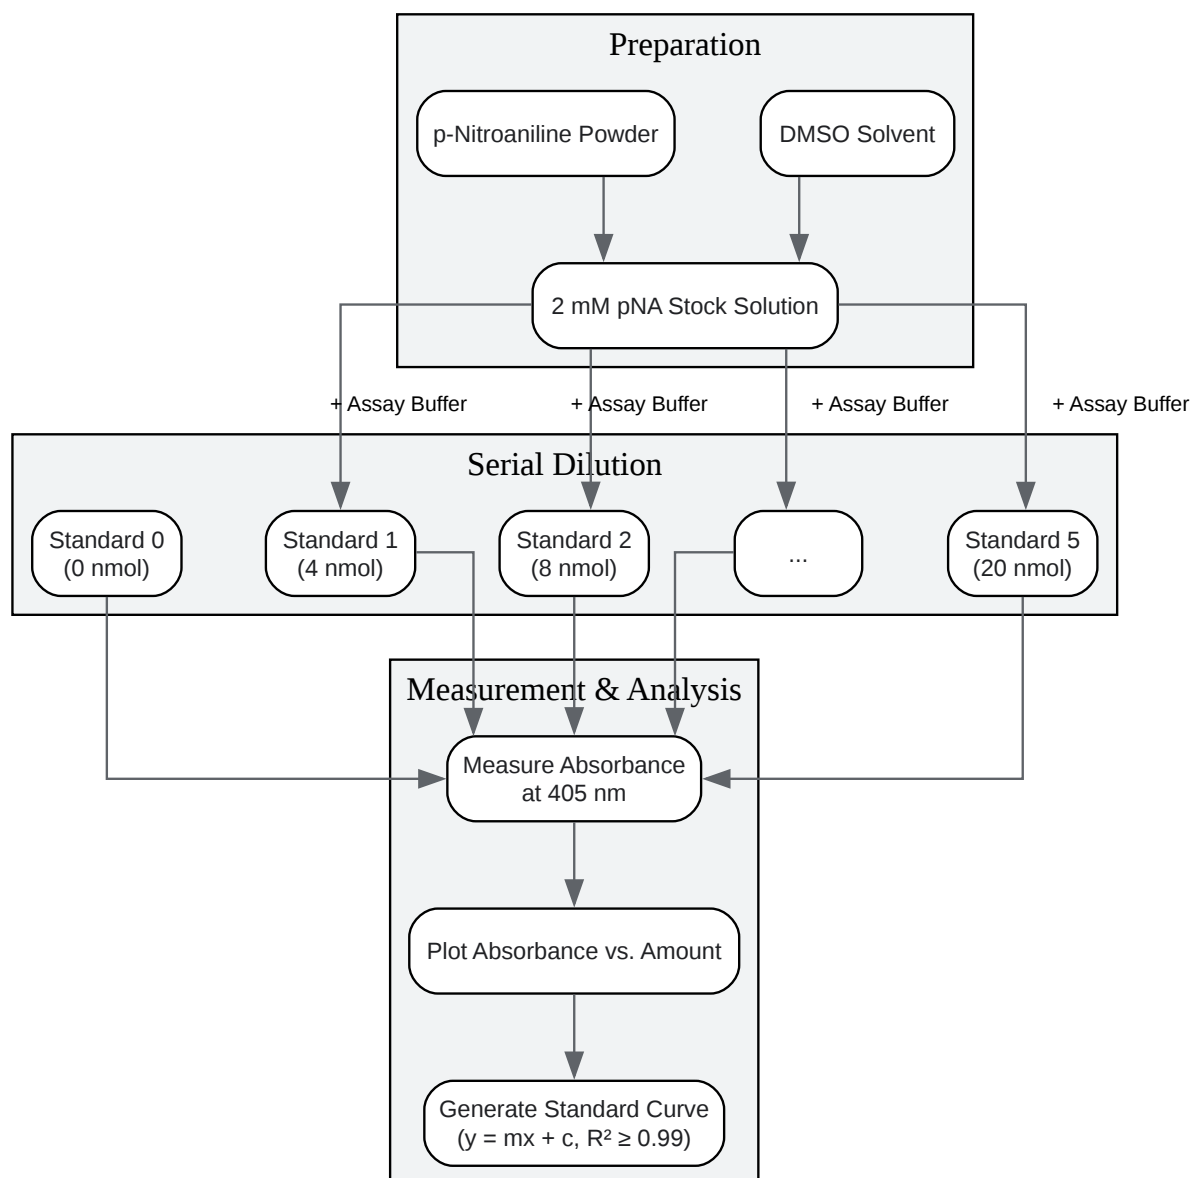 Preparation
p-Nitroaniline Powder
DMSO Solvent
2 mM pNA Stock Solution
+ Assay Buffer
+ Assay Buffer
+ Assay Buffer
+ Assay Buffer
Serial Dilution
Standard 0
(0 nmol)
Standard 1
(4 nmol)
Standard 2
(8 nmol)
...
Standard 5
(20 nmol)
Measurement & Analysis
Measure Absorbance
at 405 nm
Plot Absorbance vs. Amount
Generate Standard Curve
(y = mx + c, R² ≥ 0.99)